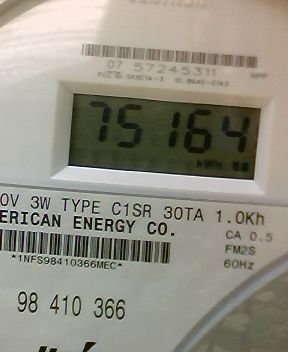 07 57245311
75164
kWh
0V 3W TYPE C1SR 30TA 1.0Kh
ERICAN ENERGY CO.
CA 0.5
FM2S
*1NFS98410366MEC*
60Hz
98 410 366